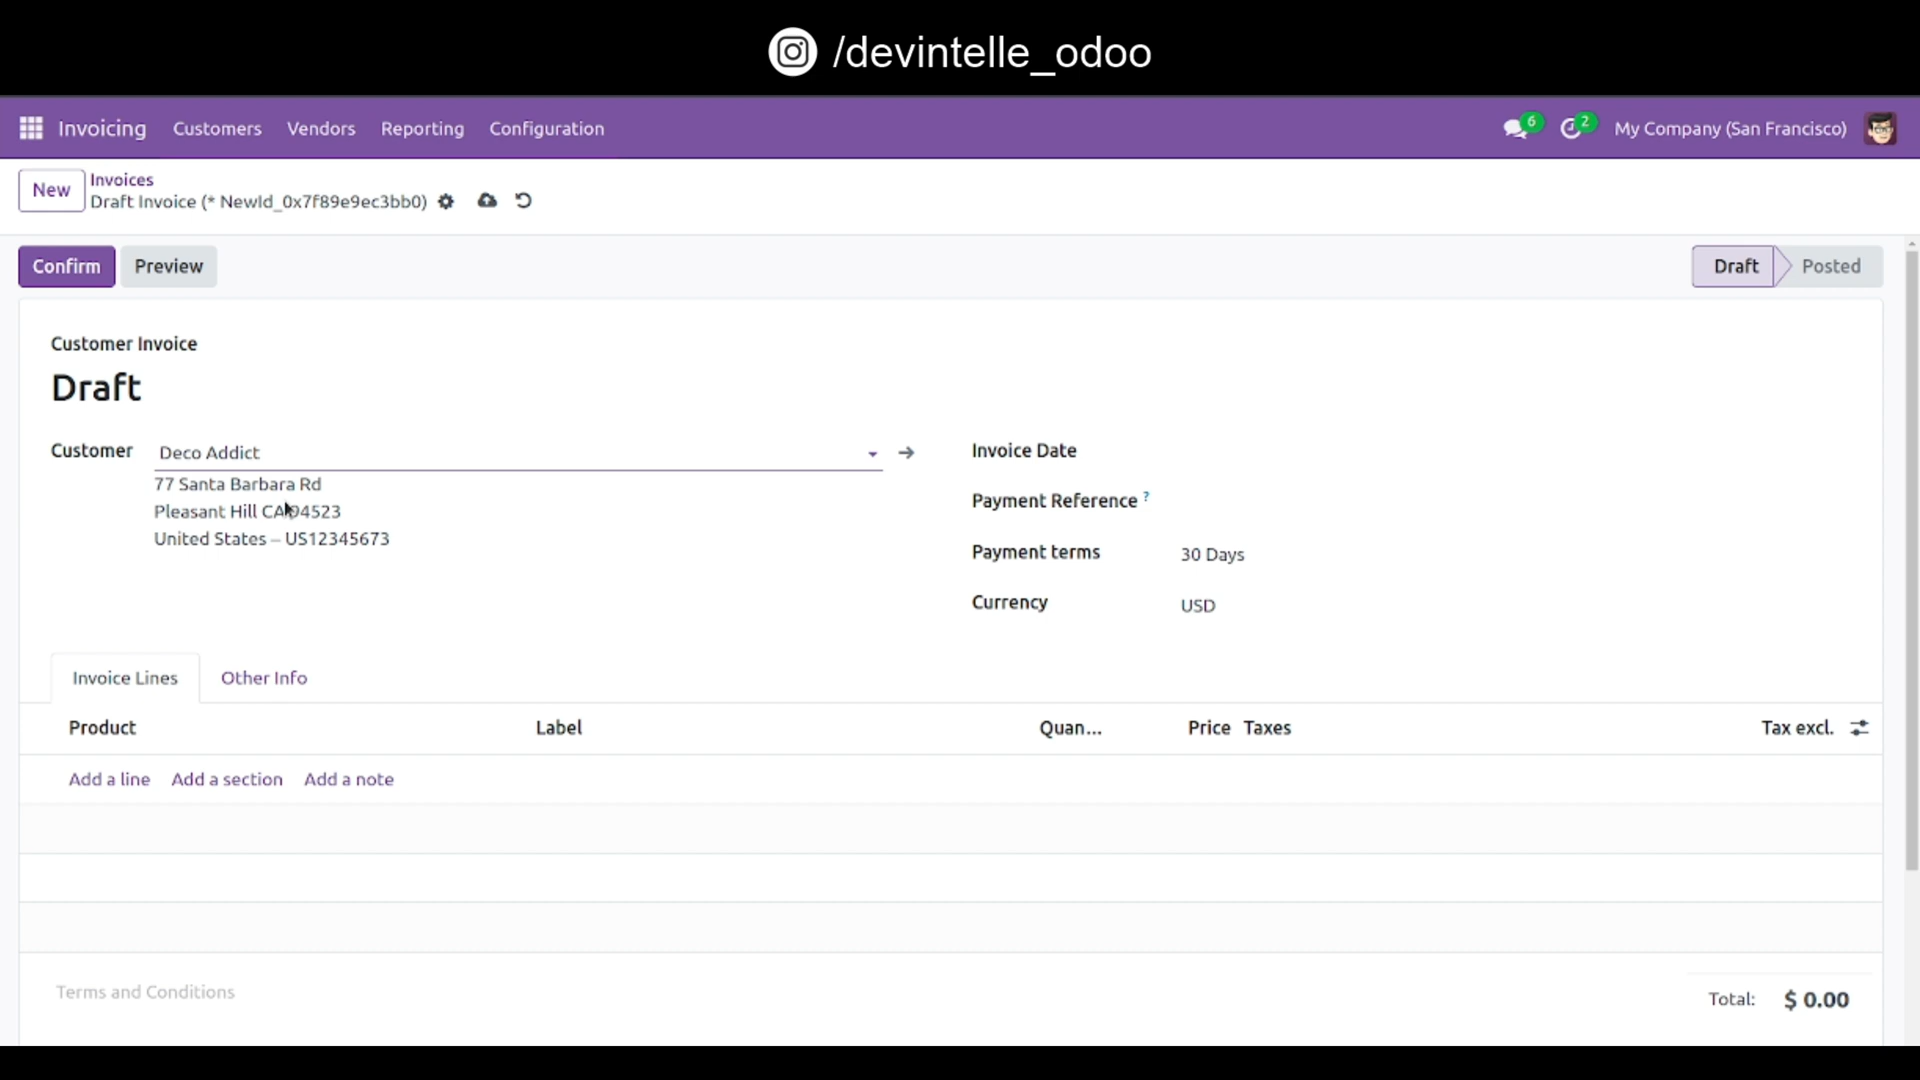 /devintelle_odoo
Invoicing Customers Vendors Reporting Configuration 6 2 My Company (San Francisco)
New Invoices
Draft Invoice (* NewId_0x7f89e9ec3bb0)
Confirm Preview Draft Posted
Customer Invoice
Draft
Customer Deco Addict Invoice Date
77 Santa Barbara Rd
Pleasant Hill CA 94523 Payment Reference ?
United States – US12345673
Payment terms 30 Days
Currency USD
Invoice Lines Other Info
Product Label Quan... Price Taxes Tax excl.
Add a line Add a section Add a note
Terms and Conditions Total: $ 0.00